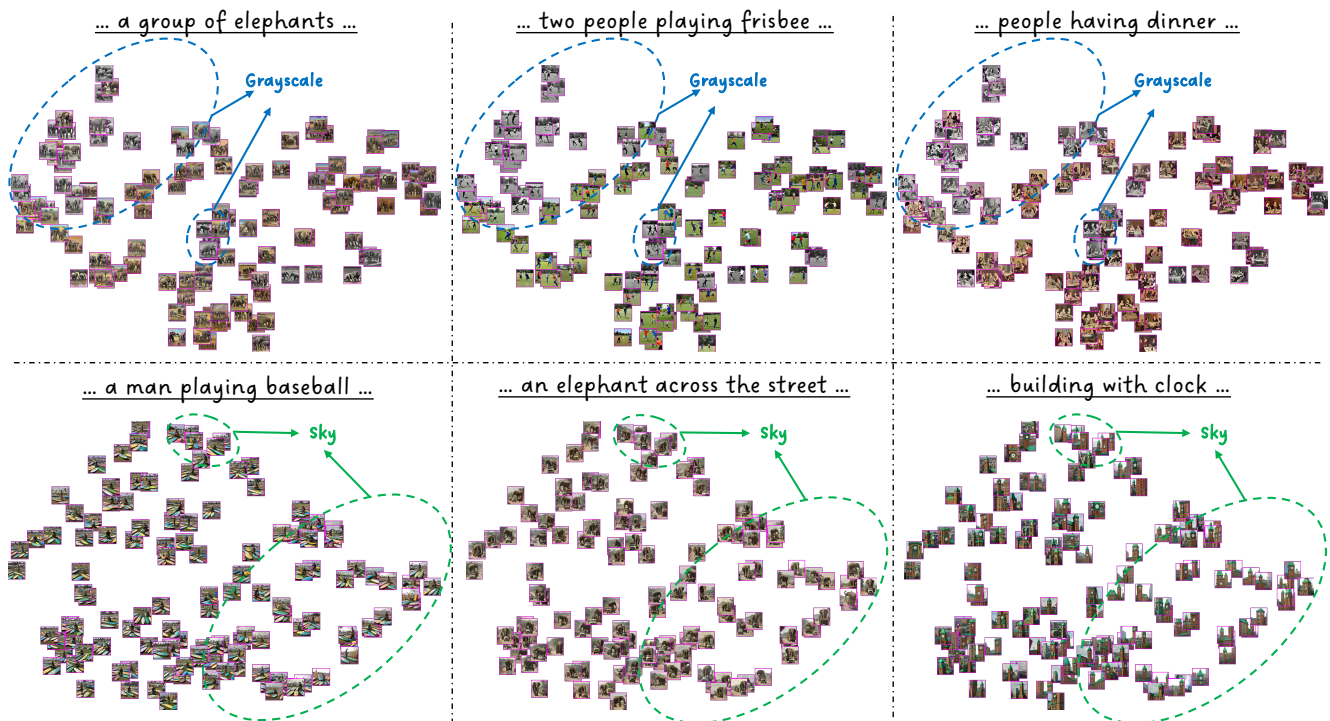 ... a group of elephants ...
... two people playing frisbee ...
... people having dinner ...
Grayscale
Grayscale
Grayscale
... a man playing baseball ...
... an elephant across the street ...
... building with clock ...
Sky
Sky
Sky